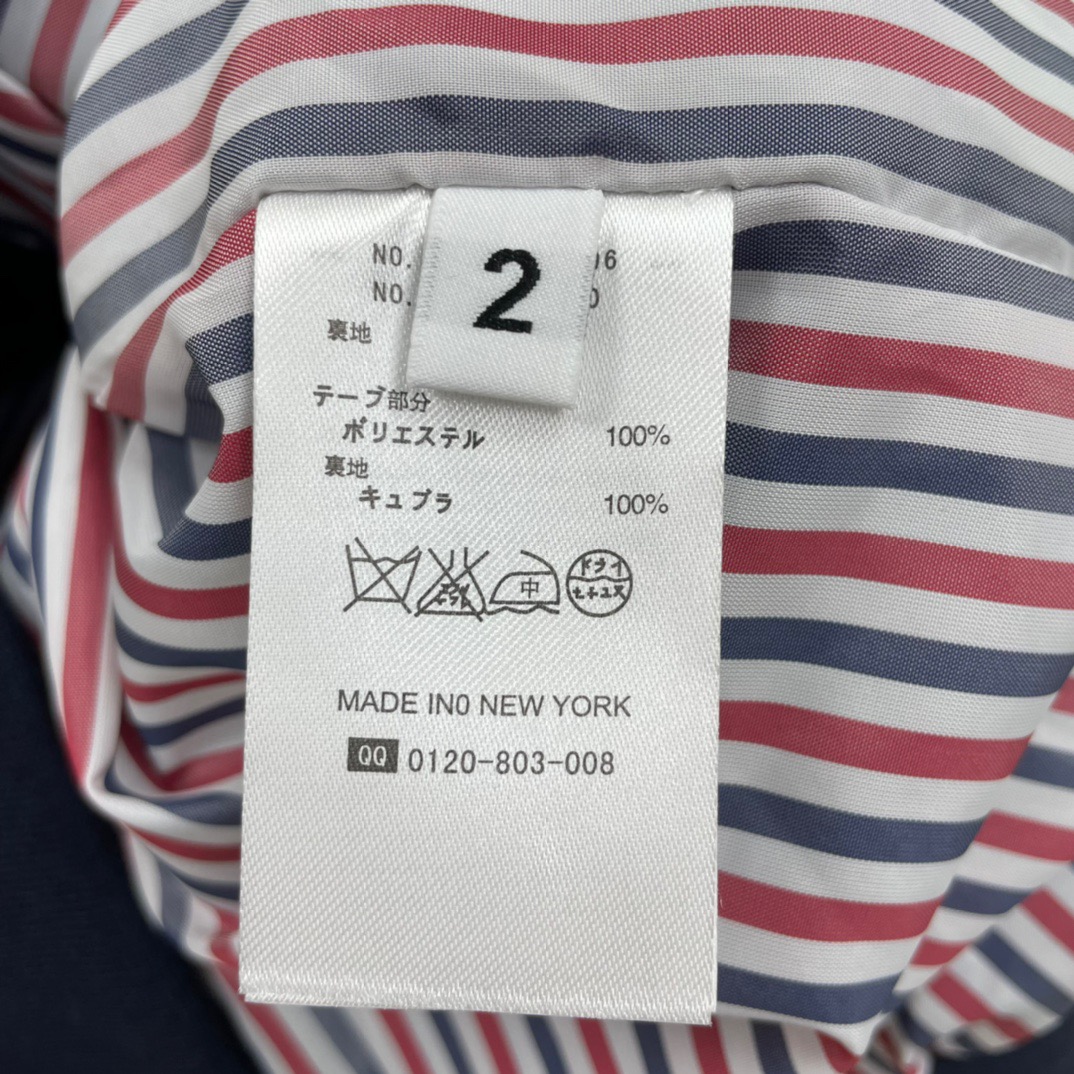 NO. 06
NO. 0
2
裏地
テープ部分
ポリエステル 100%
裏地
キュプラ 100%
中
ドライ
セキユ系
MADE IN0 NEW YORK
QQ 0120-803-008